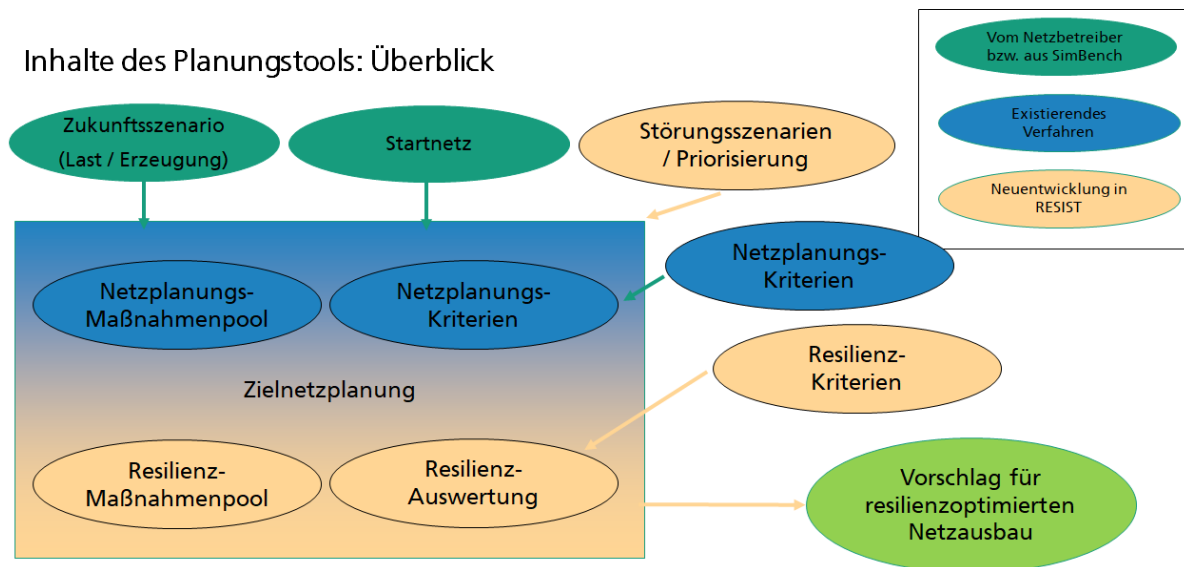 Inhalte des Planungstools: Überblick
Vom Netzbetreiber
bzw. aus SimBench
Existierendes
Verfahren
Neuentwicklung in
RESIST
Zukunftsszenario
(Last / Erzeugung)
Startnetz
Störungsszenarien
/ Priorisierung
Netzplanungs-
Maßnahmenpool
Netzplanungs-
Kriterien
Netzplanungs-
Kriterien
Zielnetzplanung
Resilienz-
Kriterien
Resilienz-
Maßnahmenpool
Resilienz-
Auswertung
Vorschlag für
resilienzoptimierten
Netzausbau